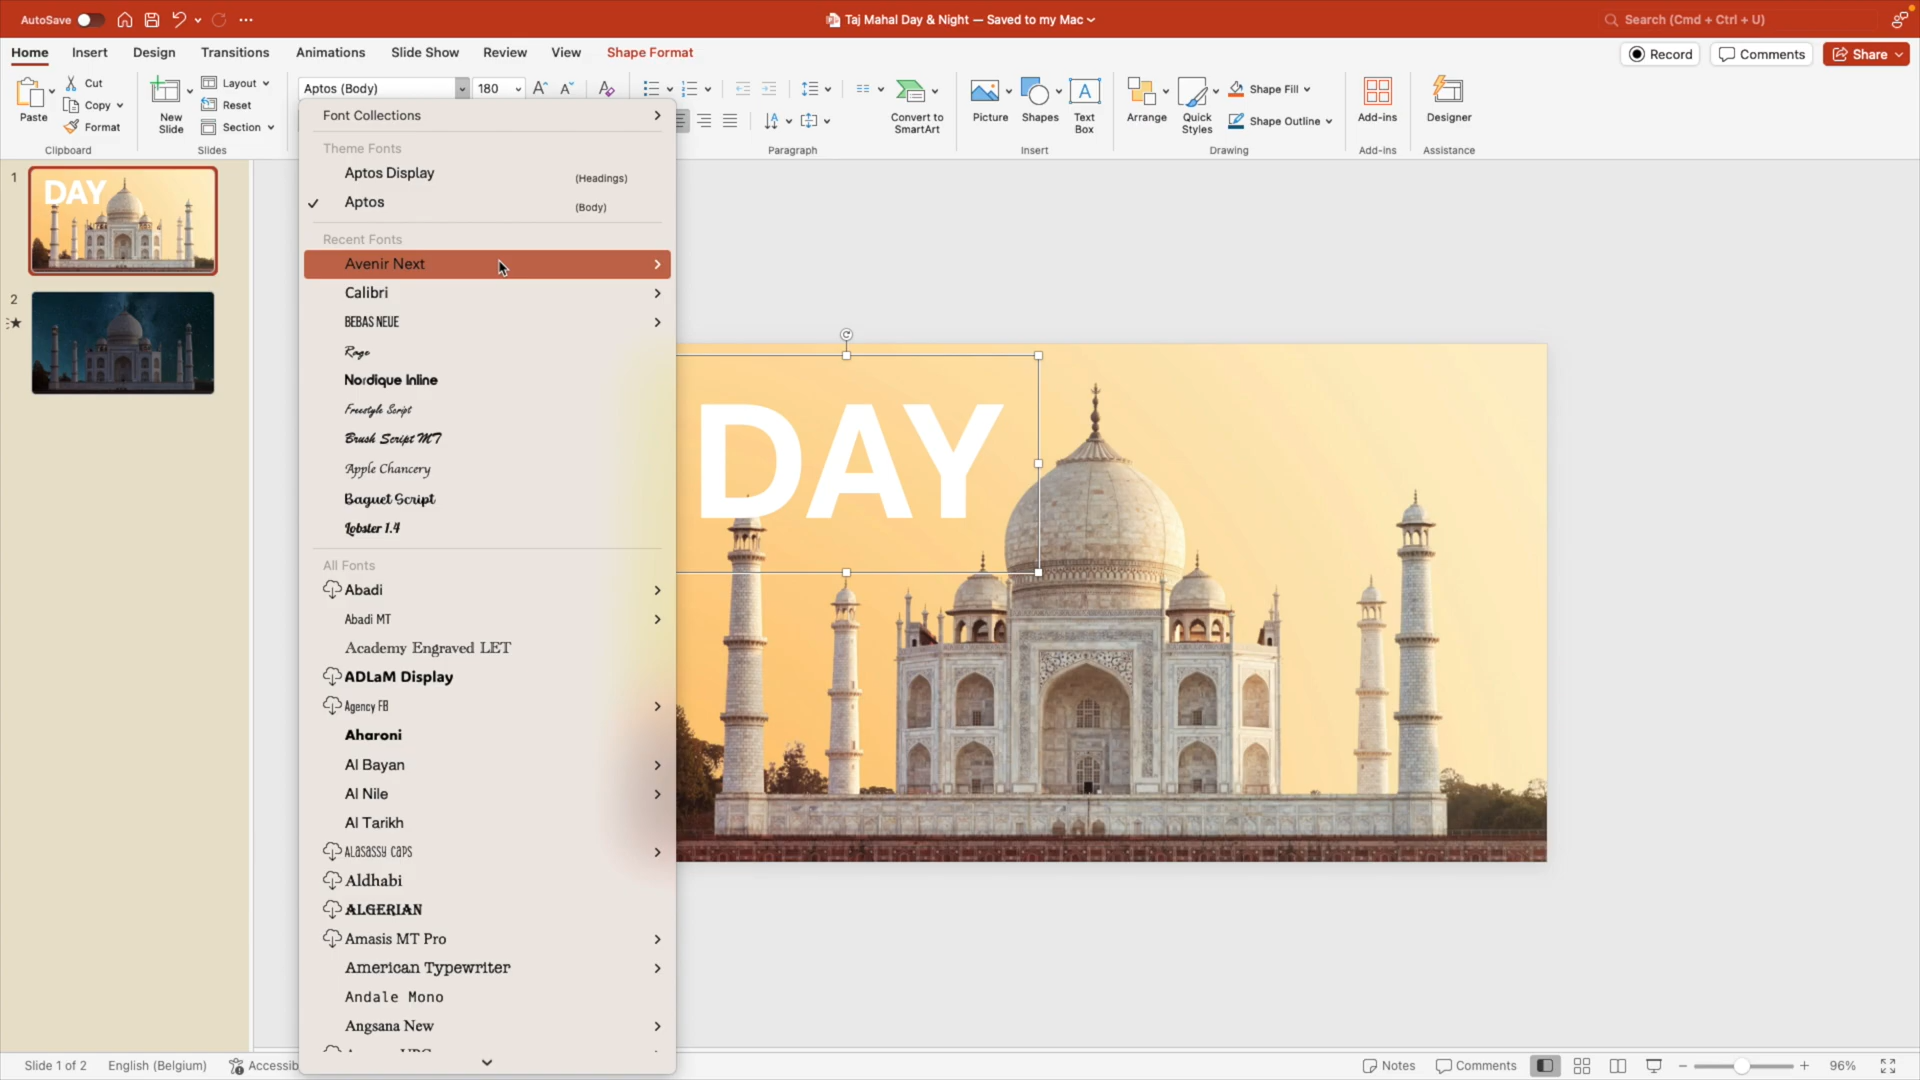 AutoSave
Taj Mahal Day & Night — Saved to my Mac
Search (Cmd + Ctrl + U)
Home
Insert
Design
Transitions
Animations
Slide Show
Review
View
Shape Format
Record
Comments
Share
Paste
Cut
Copy
Format
Clipboard
New
Slide
Layout
Reset
Section
Slides
Aptos (Body)
180
Paragraph
Convert to
SmartArt
Picture
Shapes
Text
Box
Insert
Arrange
Quick
Styles
Shape Fill
Shape Outline
Drawing
Add-ins
Add-ins
Designer
Assistance
Font Collections
Theme Fonts
Aptos Display (Headings)
Aptos (Body)
Recent Fonts
Avenir Next
Calibri
BEBAS NEUE
Rage
Nordique Inline
Freestyle Script
Brush Script MT
Apple Chancery
Baguet Script
Lobster 1.4
All Fonts
Abadi
Abadi MT
Academy Engraved LET
ADLaM Display
Agency FB
Aharoni
Al Bayan
Al Nile
Al Tarikh
ALASASSY CAPS
Aldhabi
ALGERIAN
Amasis MT Pro
American Typewriter
Andale Mono
Angsana New
1
DAY
2
DAY
Slide 1 of 2
English (Belgium)
Accessib
Notes
Comments
96%